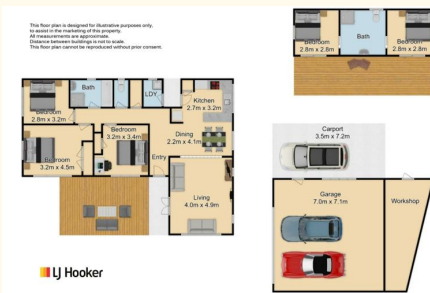 This floor plan is designed for illustrative purposes only,
to assist in the marketing of this property.
All measurements are approximate.
Distance between buildings is not to scale.
This floor plan cannot be reproduced without prior consent.
Bedroom
2.8m x 3.2m
Bath
LDY
Kitchen
2.7m x 3.2m
Bedroom
3.2m x 3.4m
Dining
2.2m x 4.1m
Bedroom
3.2m x 4.5m
Entry
Living
4.0m x 4.9m
Bedroom
2.8m x 3.8m
Bath
Bedroom
2.8m x 3.8m
Carport
3.5m x 7.2m
Garage
7.0m x 7.1m
Workshop
LJ Hooker